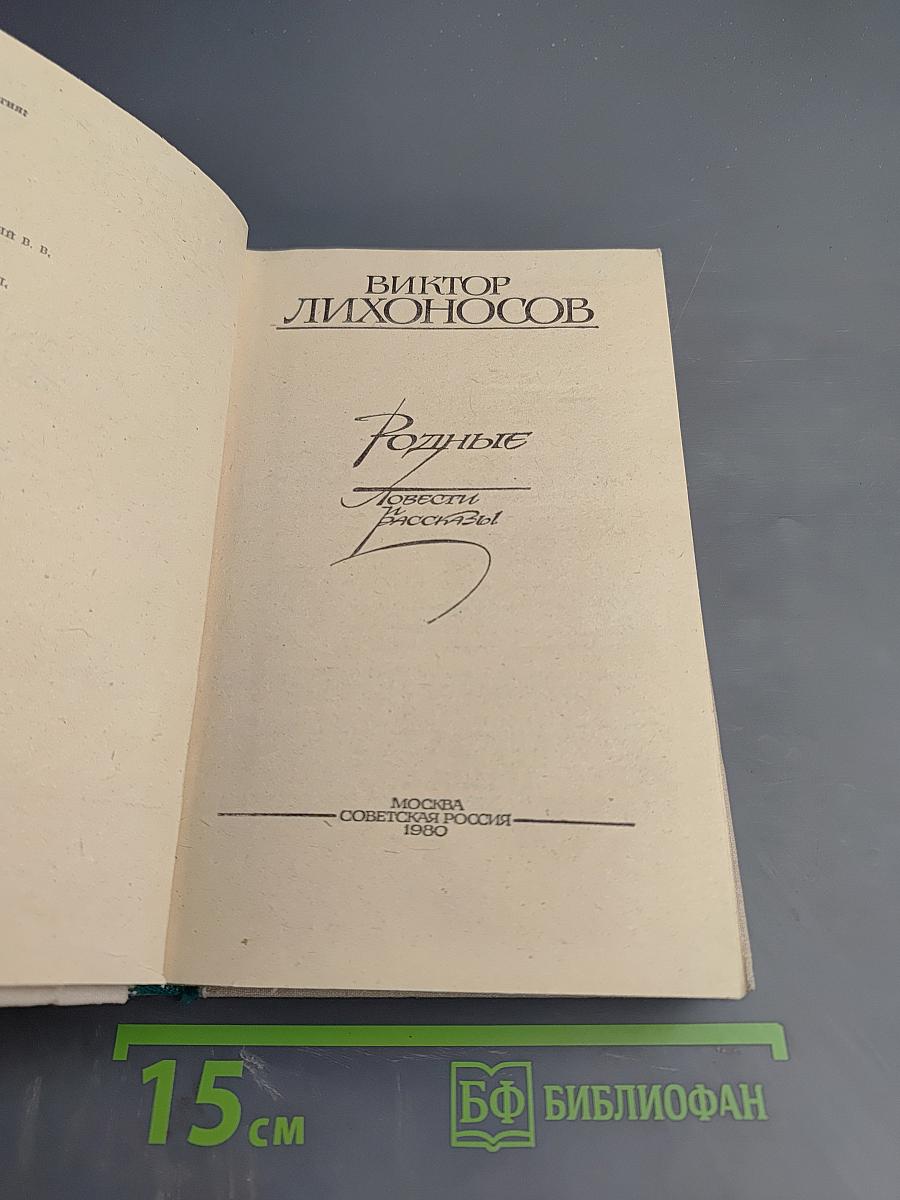 В. В.
ВИКТОР
ЛИХОНОСОВ
Родные
Повести
и
рассказы
МОСКВА
СОВЕТСКАЯ РОССИЯ
1980
15 см
БФ БИБЛИОФАН